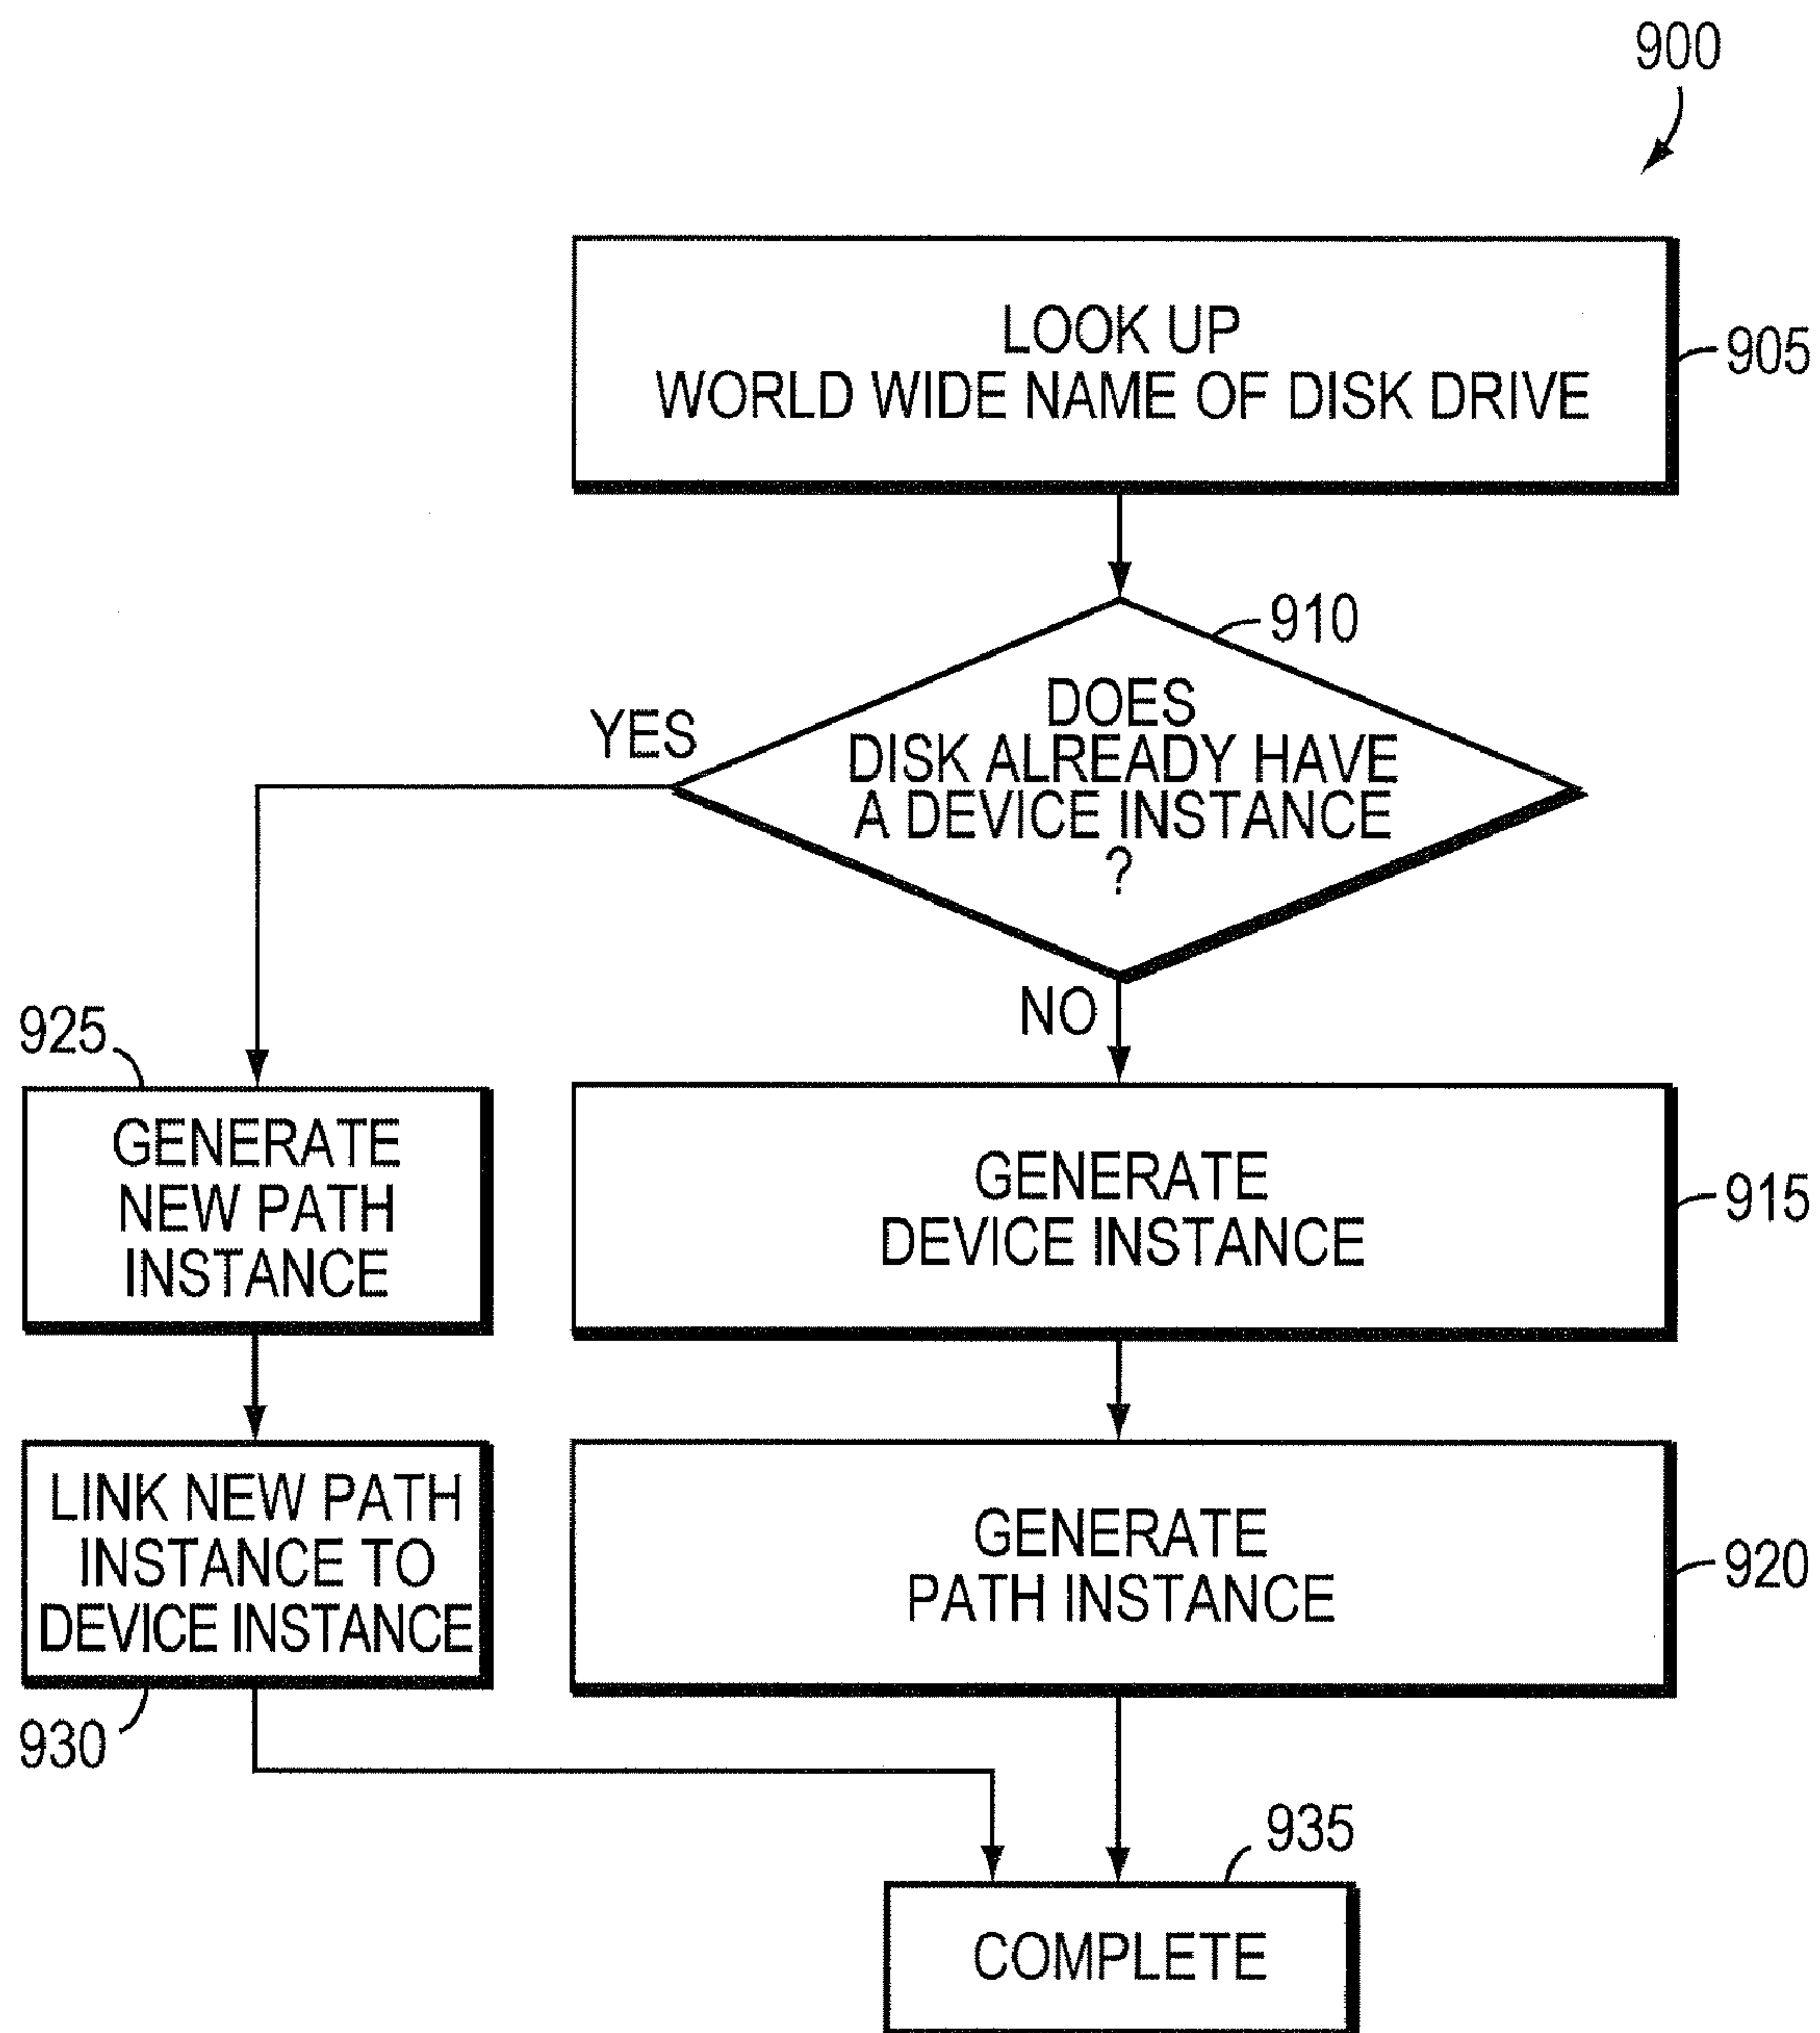 900
LOOK UP
WORLD WIDE NAME OF DISK DRIVE
905
910
DOES
DISK ALREADY HAVE
A DEVICE INSTANCE
?
YES
NO
925
GENERATE
NEW PATH
INSTANCE
GENERATE
DEVICE INSTANCE
915
LINK NEW PATH
INSTANCE TO
DEVICE INSTANCE
930
GENERATE
PATH INSTANCE
920
935
COMPLETE